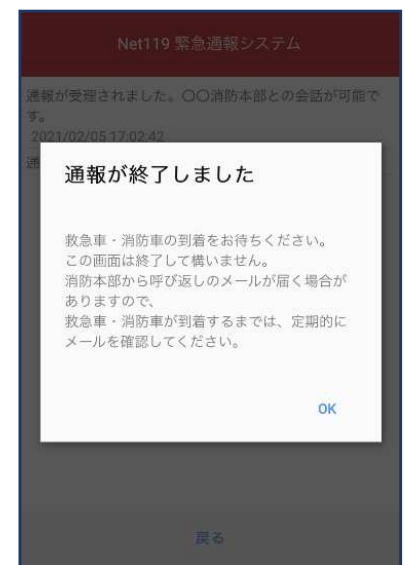 Net119 緊急通報システム
通報が受理されました。〇〇消防本部との会話が可能で
す。
2021/02/05 17:02:42
通
通報が終了しました
救急車・消防車の到着をお待ちください。
この画面は終了して構いません。
消防本部から呼び返しのメールが届く場合が
ありますので、
救急車・消防車が到着するまでは、定期的に
メールを確認してください。
OK
戻る